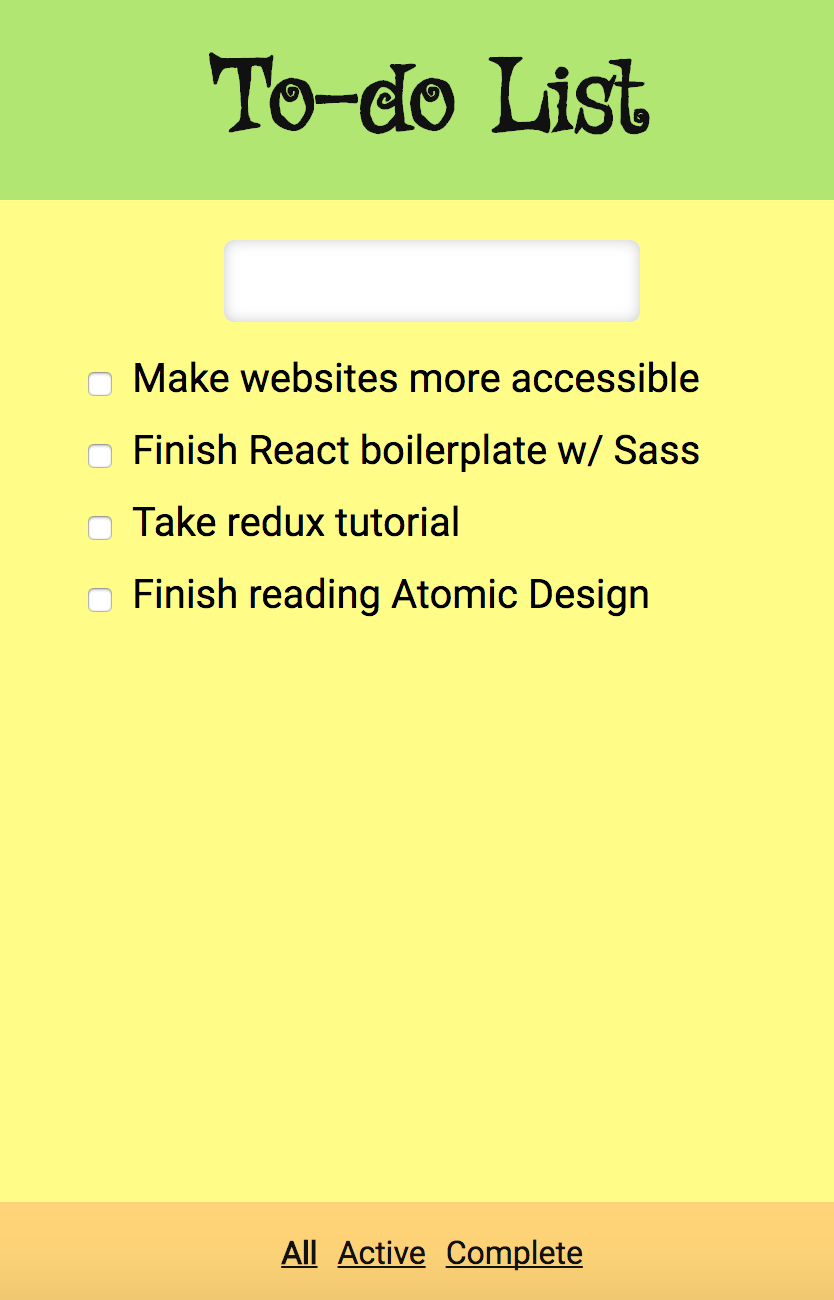 To-do List
Make websites more accessible
Finish React boilerplate w/ Sass
Take redux tutorial
Finish reading Atomic Design
All Active Complete